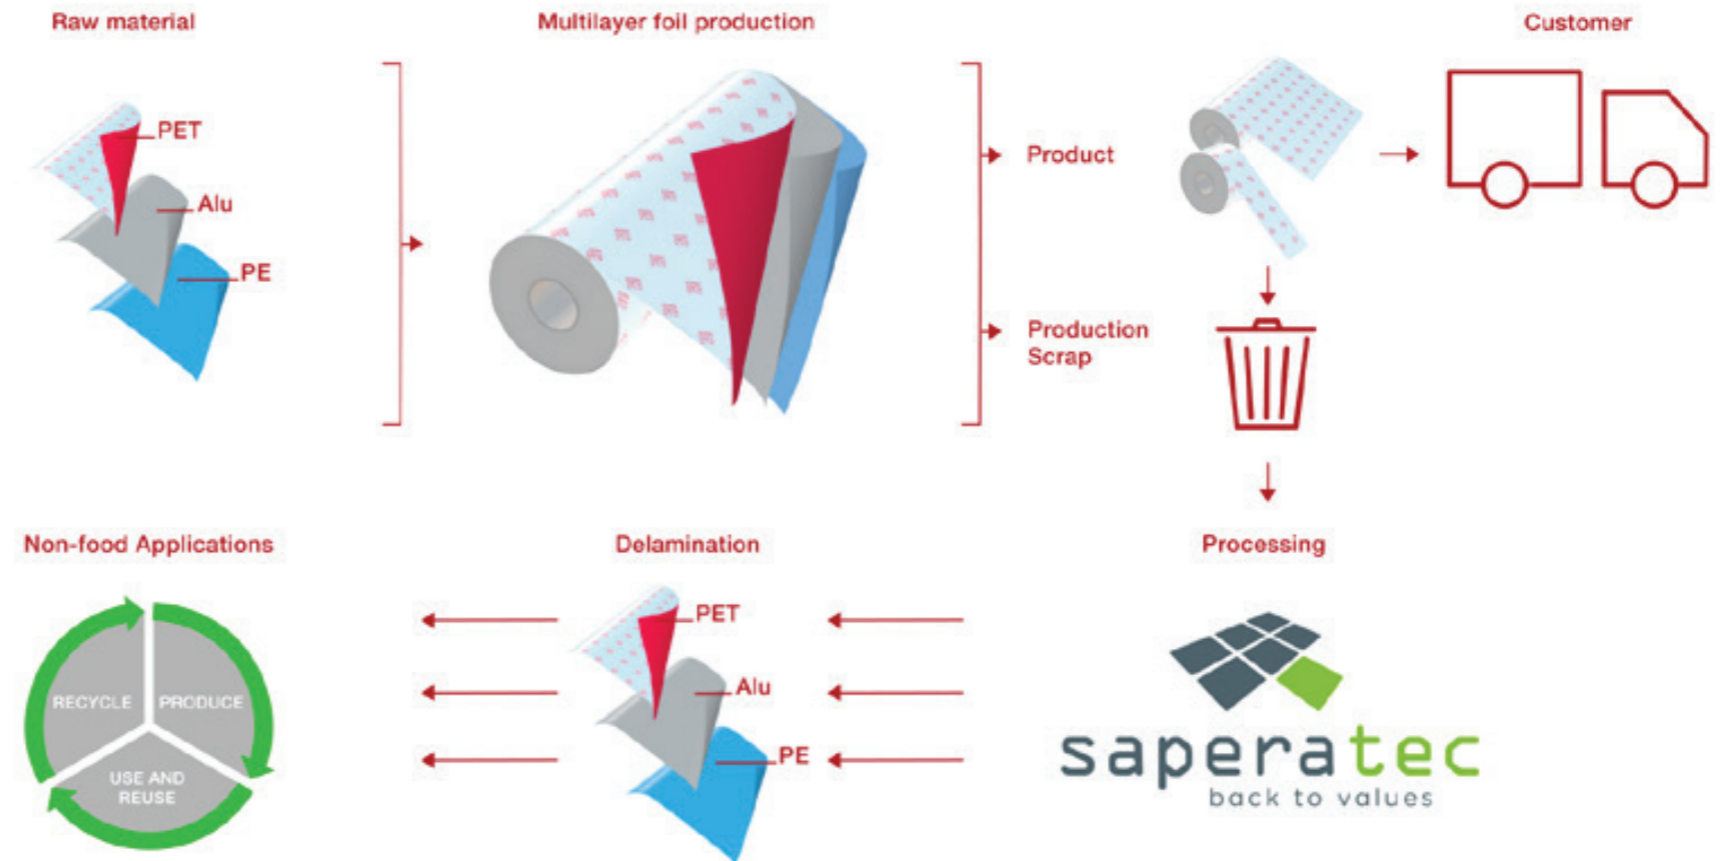 Raw material
Multilayer foil production
Customer
PET
Alu
PE
Product
Production
Scrap
Non-food Applications
Delamination
Processing
RECYCLE
PRODUCE
USE AND
REUSE
PET
Alu
PE
saperatec
back to values